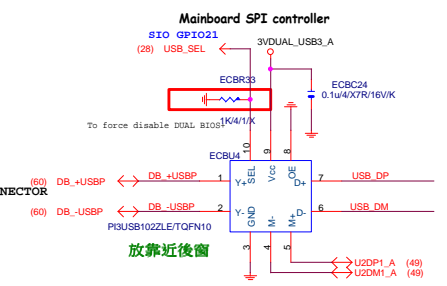 Mainboard SPI controller
SIO GPIO21
(28) USB_SEL
3VDUAL_USB3_A
ECBR33
ECBC24
0.1u/4/X7R/16V/K
1K/4/1/X
To force disable DUAL BIOS+
ECBU4
10
9
8
SEL
Vcc
OE
(60) DB_+USBP
DB_+USBP
1
Y+
D+
7
USB_DP
NECTOR
(60) DB_-USBP
DB_-USBP
2
Y-
D-
6
USB_DM
GND
M-
M+
PI3USB102ZLE/TQFN10
3
4
5
放靠近後窗
U2DP1_A (49)
U2DM1_A (49)